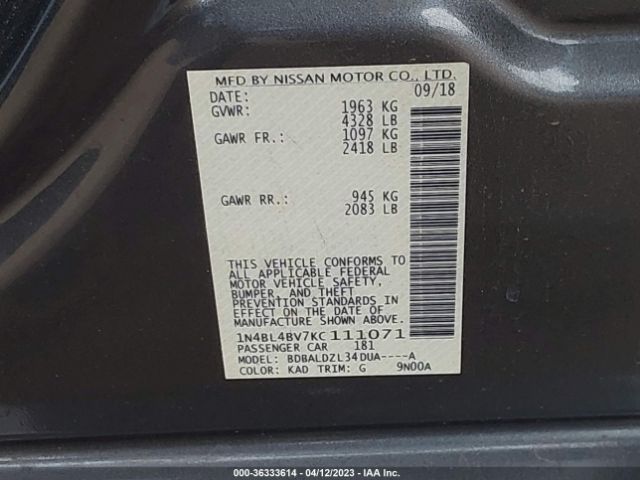 MFD BY NISSAN MOTOR CO., LTD.
DATE: 09/18
GVWR: 1963 KG
4328 LB
GAWR FR.: 1097 KG
2418 LB
GAWR RR.: 945 KG
2083 LB
THIS VEHICLE CONFORMS TO
ALL APPLICABLE FEDERAL
MOTOR VEHICLE SAFETY,
BUMPER, AND THEFT
PREVENTION STANDARDS IN
EFFECT ON THE DATE OF
MANUFACTURE SHOWN ABOVE.
1N4BL4BV7KC111071
PASSENGER CAR 181
MODEL: BDBALDZL34DUA----A
COLOR: KAD TRIM: G 9N00A
000-36333614 - 04/12/2023 - IAA Inc.